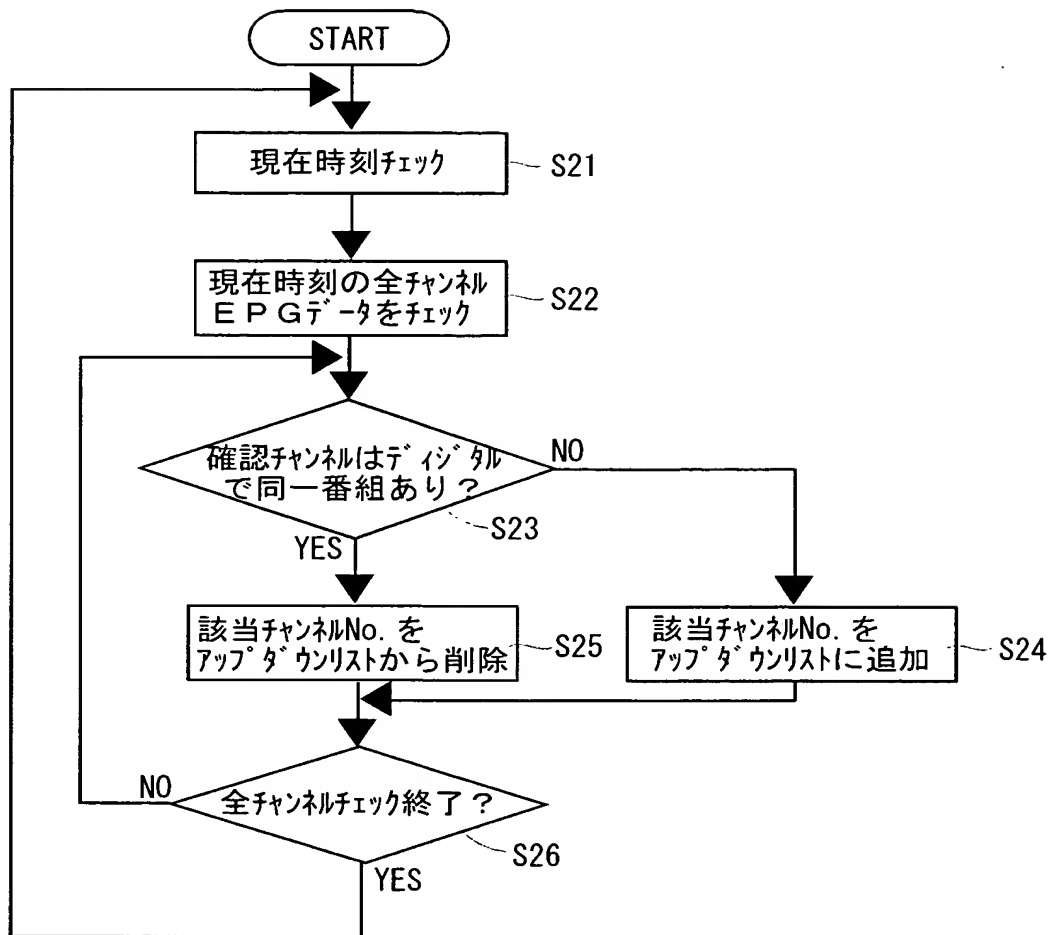 START
現在時刻ﾁｪｯｸ
S21
現在時刻の全ﾁｬﾝﾈﾙ
ＥＰＧﾃﾞｰﾀをﾁｪｯｸ
S22
確認ﾁｬﾝﾈﾙはﾃﾞｨｼﾞﾀﾙ
で同一番組あり？
NO
S23
YES
該当ﾁｬﾝﾈﾙNo.を
ｱｯﾌﾟﾀﾞｳﾝﾘｽﾄから削除
S25
該当ﾁｬﾝﾈﾙNo.を
ｱｯﾌﾟﾀﾞｳﾝﾘｽﾄに追加
S24
NO
全ﾁｬﾝﾈﾙﾁｪｯｸ終了？
S26
YES